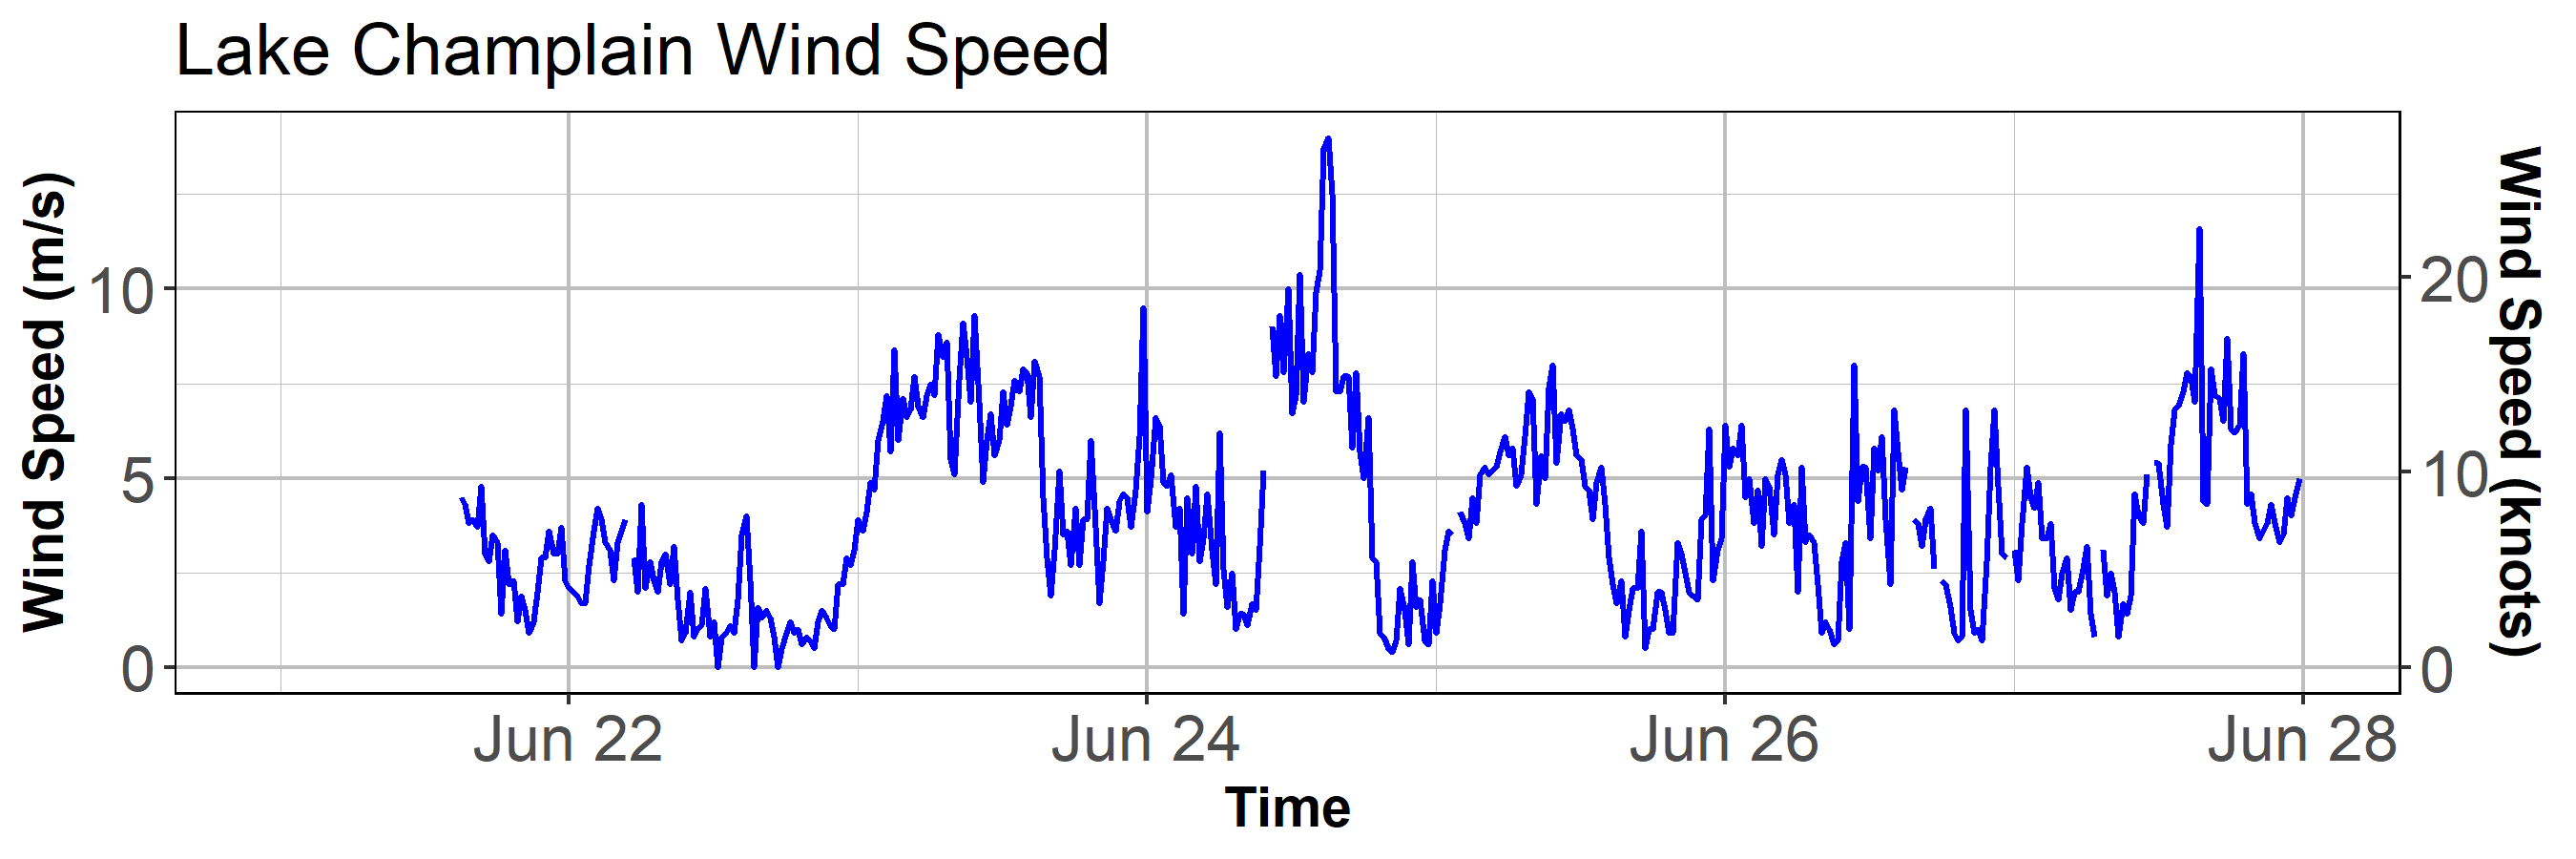 Lake Champlain Wind Speed
Wind Speed (m/s)
10
5
0
20
10
0
Wind Speed (knots)
Jun 22
Jun 24
Jun 26
Jun 28
Time